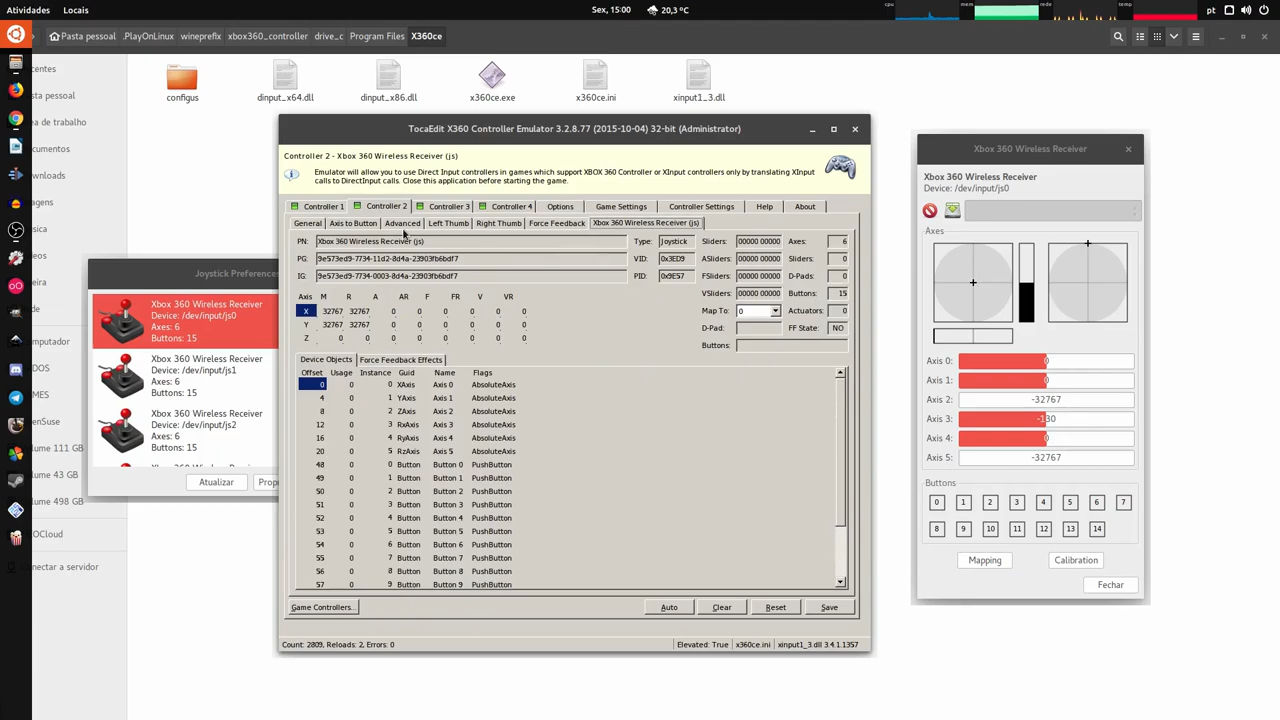 Atividades
Locais
Sex, 15:00
20,3 °C
cpu
mem
rede
temp
pt
Pasta pessoal
.PlayOnLinux
wineprefix
xbox360_controller
drive_c
Program Files
X360ce
centes
sta pessoal
ea de trabalho
cumentos
wnloads
agens
sica
eira
de
mputador
DOS
MES
enSuse
lume 111 GB
lume 43 GB
lume 498 GB
OCloud
nectar a servidor
configus
dinput_x64.dll
dinput_x86.dll
x360ce.exe
x360ce.ini
xinput1_3.dll
Joystick Preferences
Xbox 360 Wireless Receiver
Device: /dev/input/js0
Axes: 6
Buttons: 15
Xbox 360 Wireless Receiver
Device: /dev/input/js1
Axes: 6
Buttons: 15
Xbox 360 Wireless Receiver
Device: /dev/input/js2
Axes: 6
Buttons: 15
Atualizar
Propr
TocaEdit X360 Controller Emulator 3.2.8.77 (2015-10-04) 32-bit (Administrator)
Controller 2 - Xbox 360 Wireless Receiver (js)
Emulator will allow you to use Direct Input controllers in games which support XBOX 360 Controller or XInput controllers only by translating XInput
calls to DirectInput calls. Close this application before starting the game.
Controller 1 Controller 2 Controller 3 Controller 4 Options Game Settings Controller Settings Help About
General Axis to Button Advanced Left Thumb Right Thumb Force Feedback Xbox 360 Wireless Receiver (js)
PN: Xbox 360 Wireless Receiver (js) Type: Joystick Sliders: 00000 00000 Axes: 6
PG: 9e573ed9-7734-11d2-8d4a-23903fb6bdf7 VID: 0x3ED9 ASliders: 00000 00000 Sliders: 0
IG: 9e573ed9-7734-0003-8d4a-23903fb6bdf7 PID: 0x9E57 FSliders: 00000 00000 D-Pads: 0
VSliders: 00000 00000 Buttons: 15
Axis M R A AR F FR V VR
X 32767 32767 0 0 0 0 0 0
Map To: 0 Actuators: 0
Y 32767 32767 0 0 0 0 0 0
D-Pad: FF State: NO
Z 0 0 0 0 0 0 0 0
Buttons:
Device Objects Force Feedback Effects
Offset Usage Instance Guid Name Flags
0 0 0 XAxis Axis 0 AbsoluteAxis
4 0 1 YAxis Axis 1 AbsoluteAxis
8 0 2 ZAxis Axis 2 AbsoluteAxis
12 0 3 RxAxis Axis 3 AbsoluteAxis
16 0 4 RyAxis Axis 4 AbsoluteAxis
20 0 5 RzAxis Axis 5 AbsoluteAxis
48 0 0 Button Button 0 PushButton
49 0 1 Button Button 1 PushButton
50 0 2 Button Button 2 PushButton
51 0 3 Button Button 3 PushButton
52 0 4 Button Button 4 PushButton
53 0 5 Button Button 5 PushButton
54 0 6 Button Button 6 PushButton
55 0 7 Button Button 7 PushButton
56 0 8 Button Button 8 PushButton
57 0 9 Button Button 9 PushButton
Game Controllers... Auto Clear Reset Save
Count: 2809, Reloads: 2, Errors: 0 Elevated: True x360ce.ini xinput1_3.dll 3.4.1.1357
Xbox 360 Wireless Receiver
Xbox 360 Wireless Receiver
Device: /dev/input/js0
Axes
Axis 0: 0
Axis 1: 0
Axis 2: -32767
Axis 3: -130
Axis 4: 0
Axis 5: -32767
Buttons
0 1 2 3 4 5 6 7
8 9 10 11 12 13 14
Mapping Calibration
Fechar